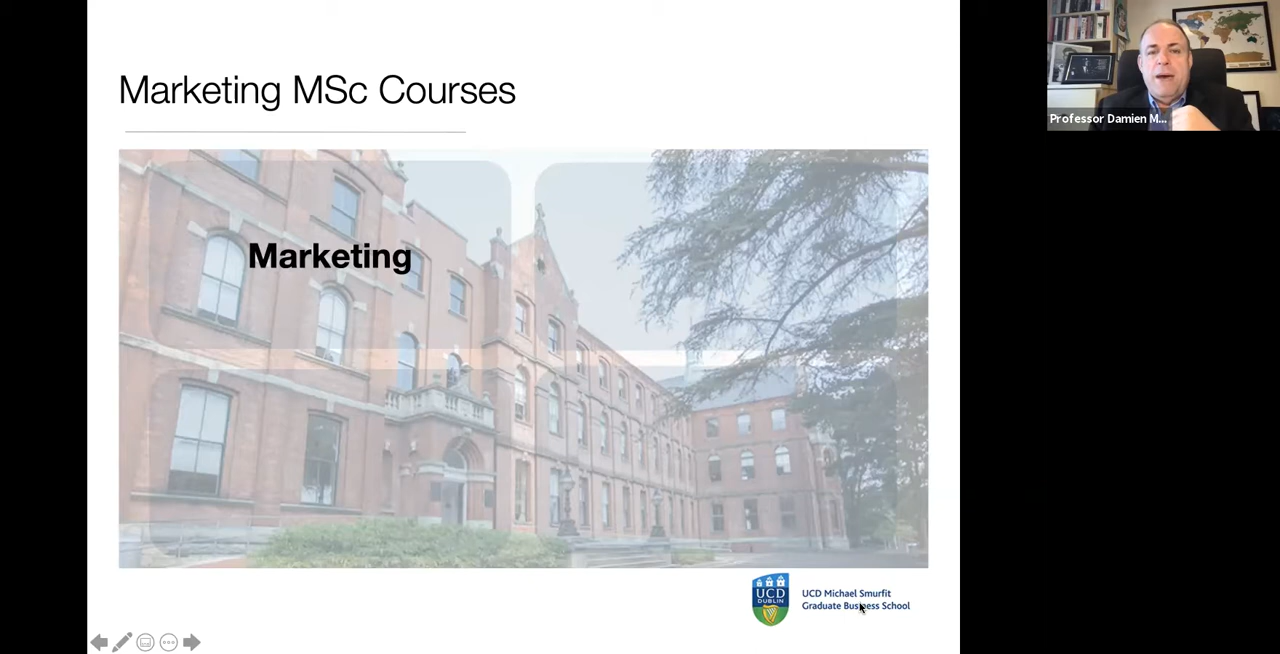 Marketing MSc Courses
Professor Damien M...
Marketing
UCD
DUBLIN
UCD Michael Smurfit
Graduate Business School